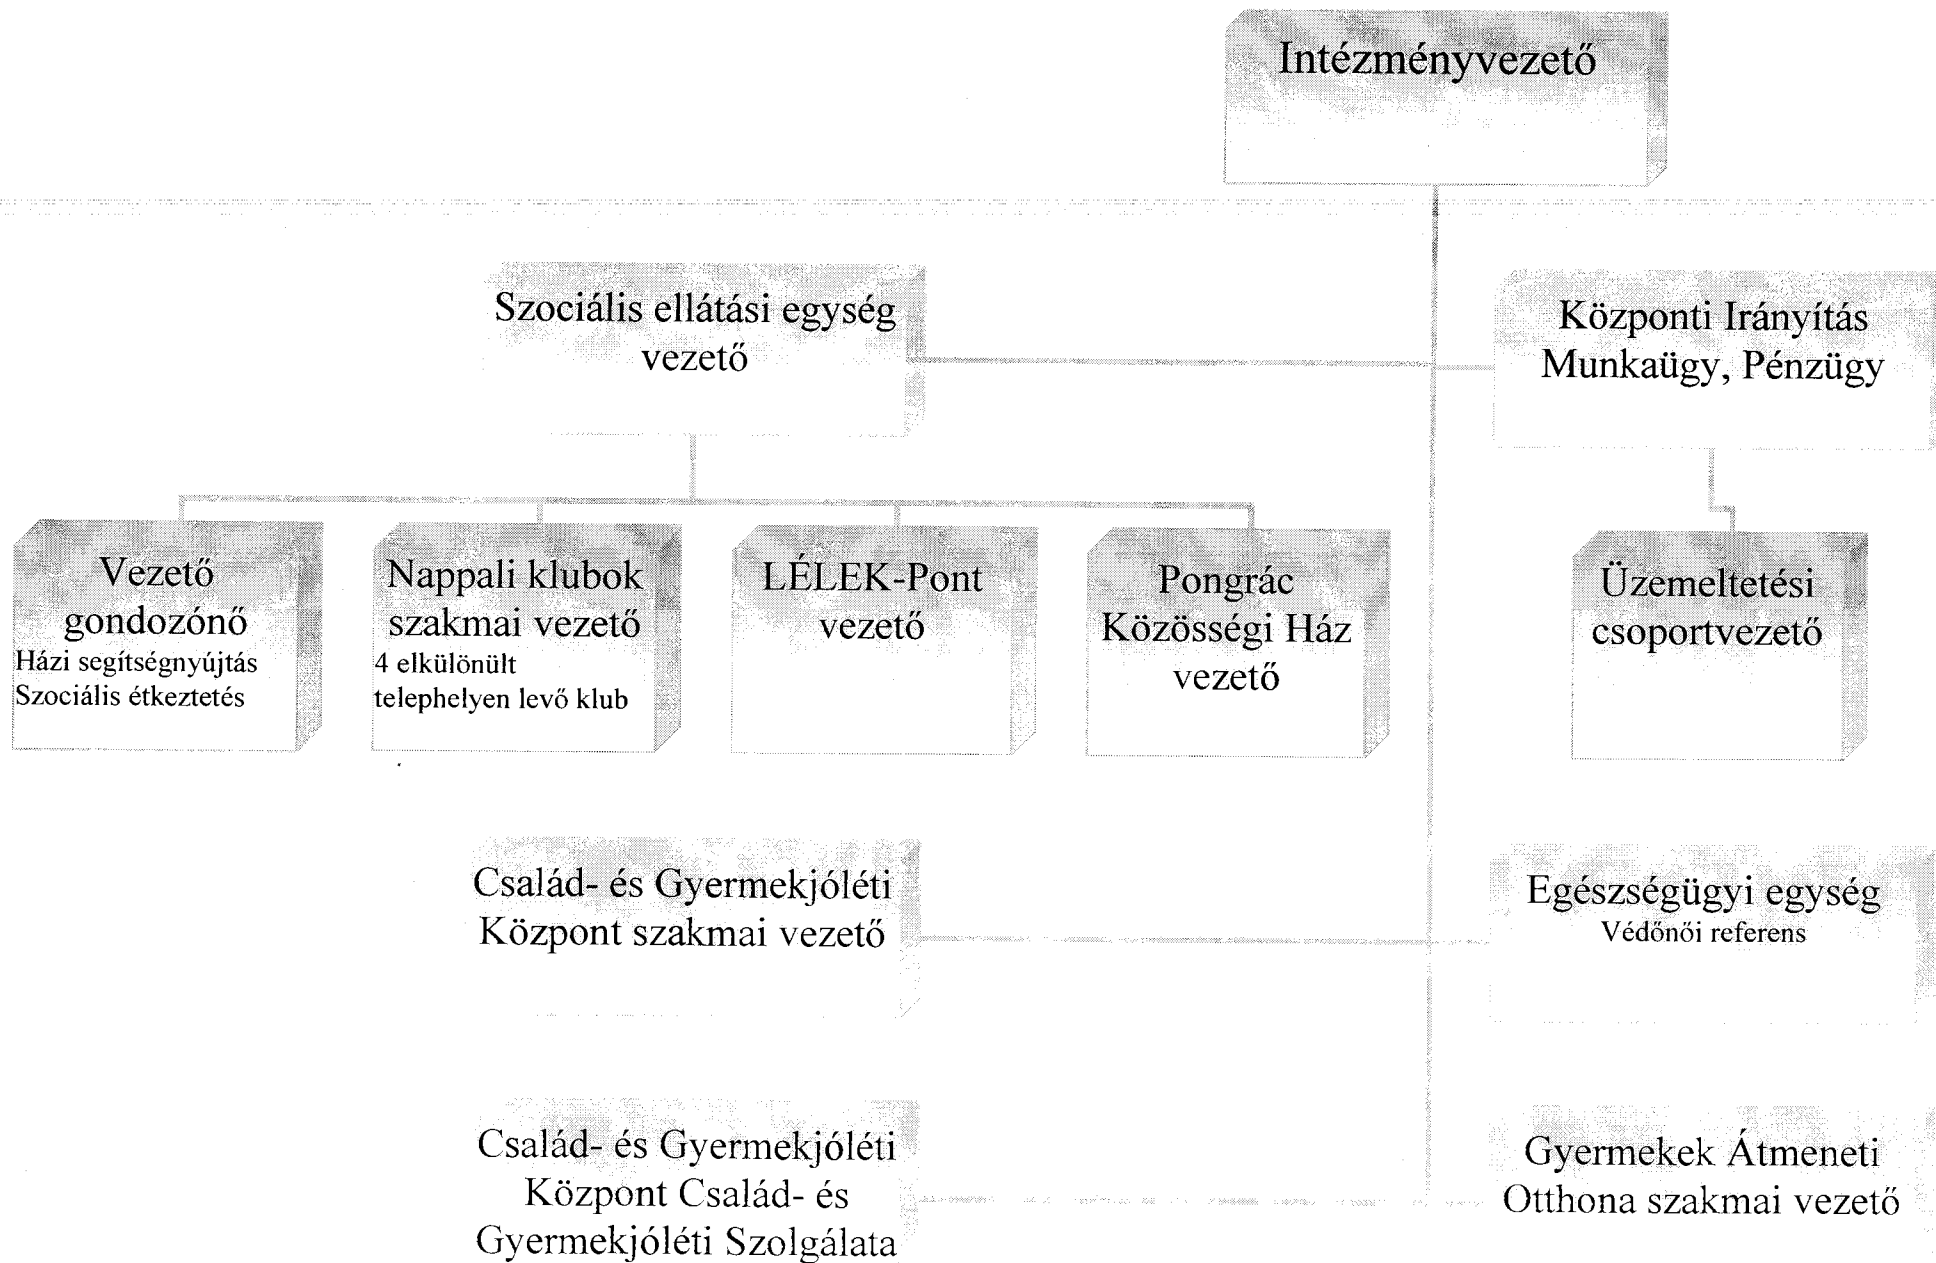 Intézményvezető
Szociális ellátási egység
vezető
Központi Irányítás
Munkaügy, Pénzügy
Vezető
gondozónő
Házi segítségnyújtás
Szociális étkeztetés
Nappali klubok
szakmai vezető
4 elkülönült
telephelyen levő klub
LÉLEK-Pont
vezető
Pongrác
Közösségi Ház
vezető
Üzemeltetési
csoportvezető
Család- és Gyermekjóléti
Központ szakmai vezető
Egészségügyi egység
Védőnői referens
Család- és Gyermekjóléti
Központ Család- és
Gyermekjóléti Szolgálata
Gyermekek Átmeneti
Otthona szakmai vezető